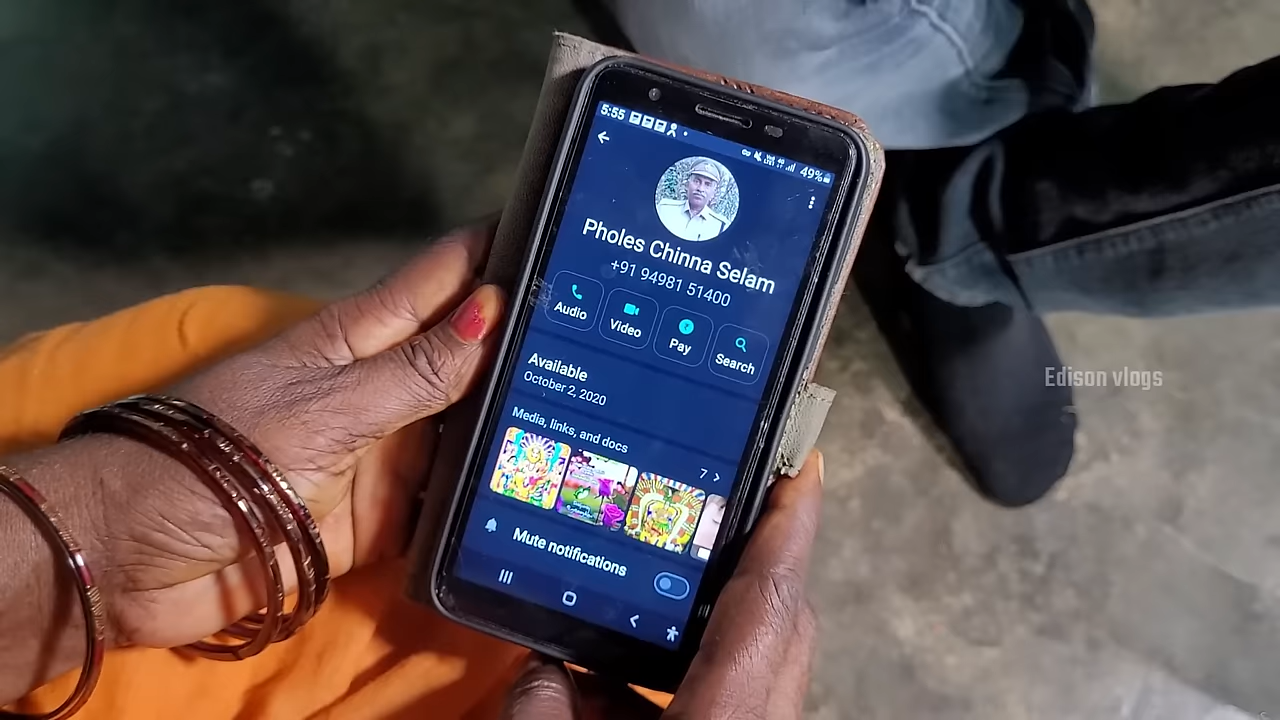 5:55
49%
Pholes Chinna Selam
+91 94981 51400
Audio
Video
Pay
Search
Available
October 2, 2020
Media, links, and docs
7 >
Mute notifications
Edison vlogs